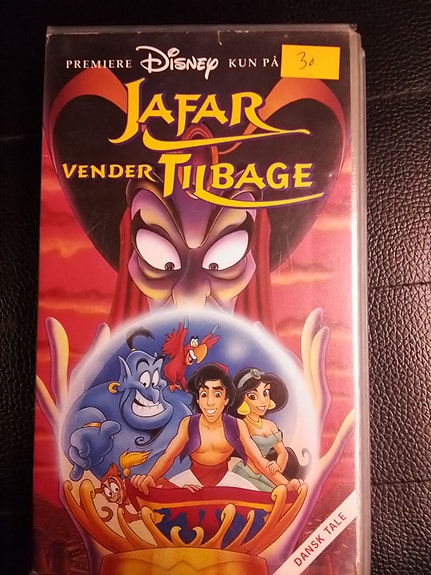 PREMIERE Disney KUN PÅ
30
JAFAR
VENDER TILBAGE
DANSK TALE